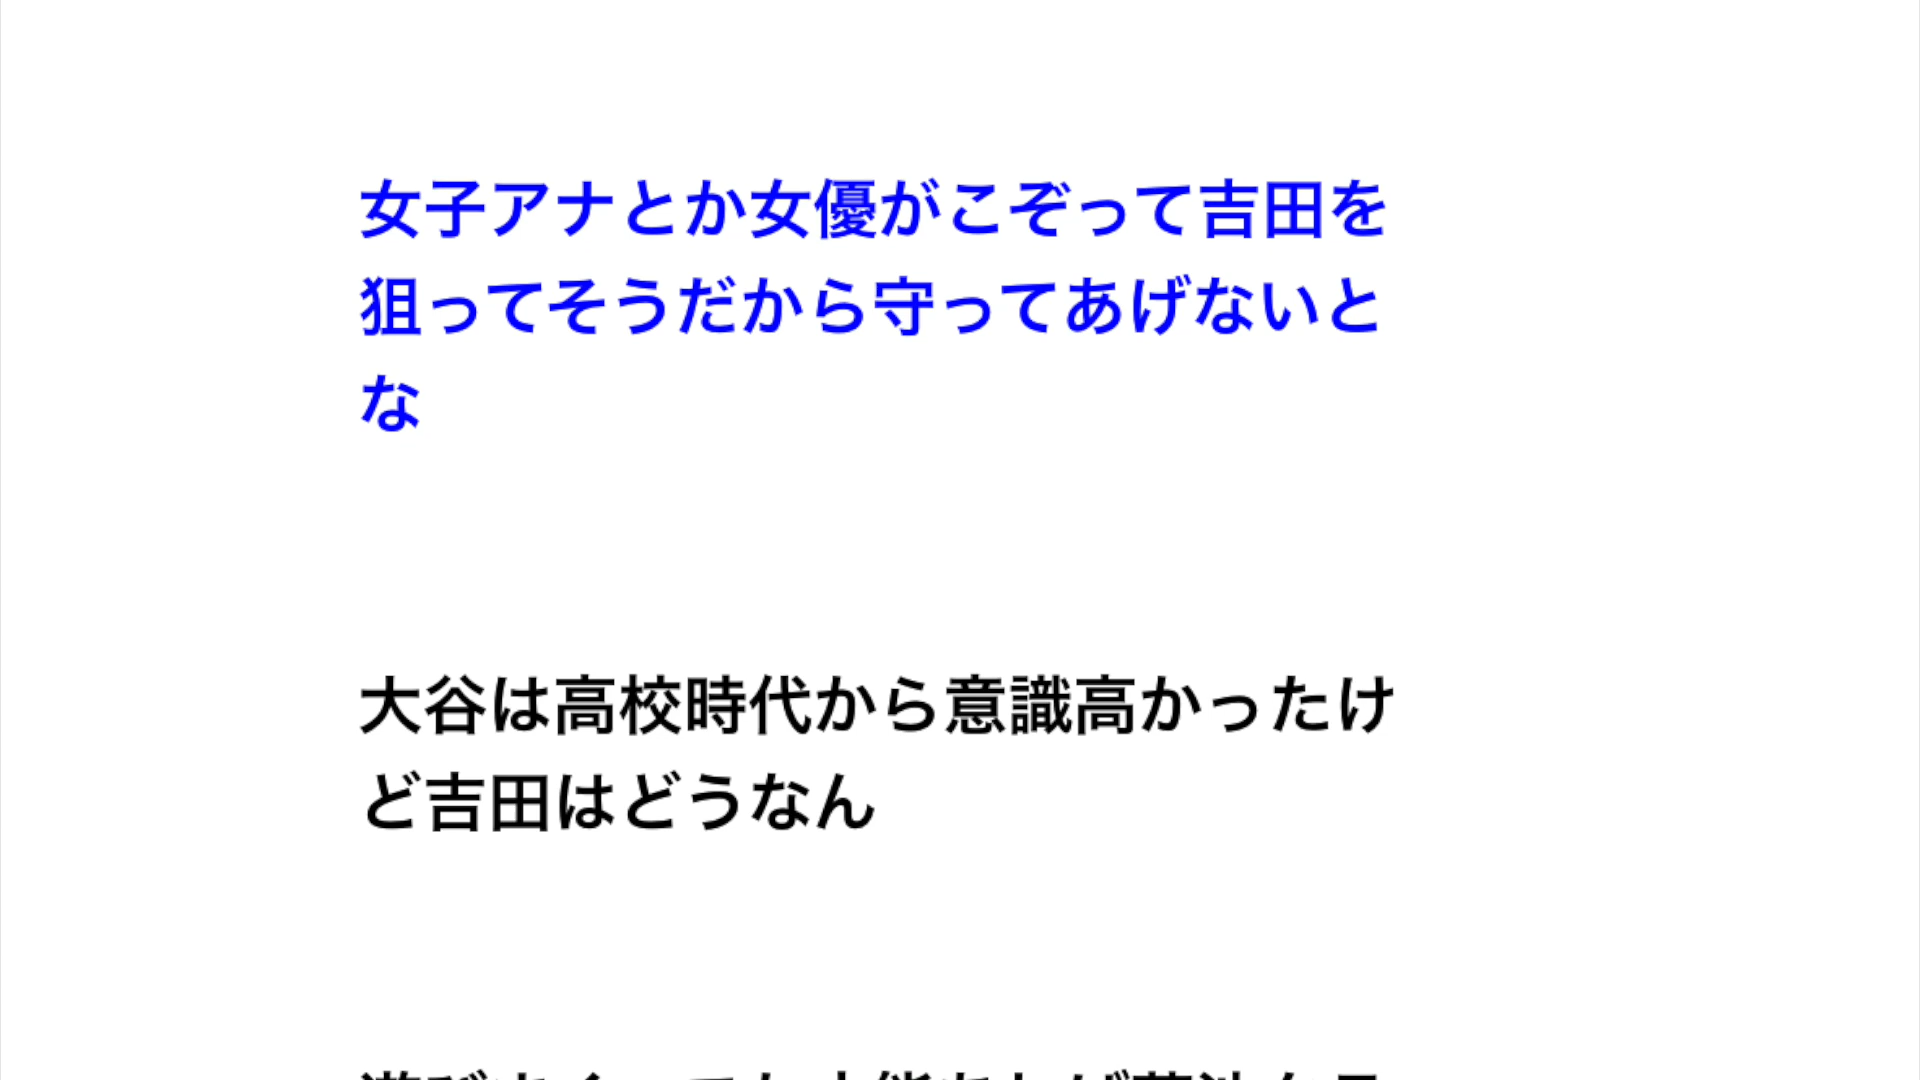 女子アナとか女優がこぞって吉田を
狙ってそうだから守ってあげないと
な
大谷は高校時代から意識高かったけ
ど吉田はどうなん